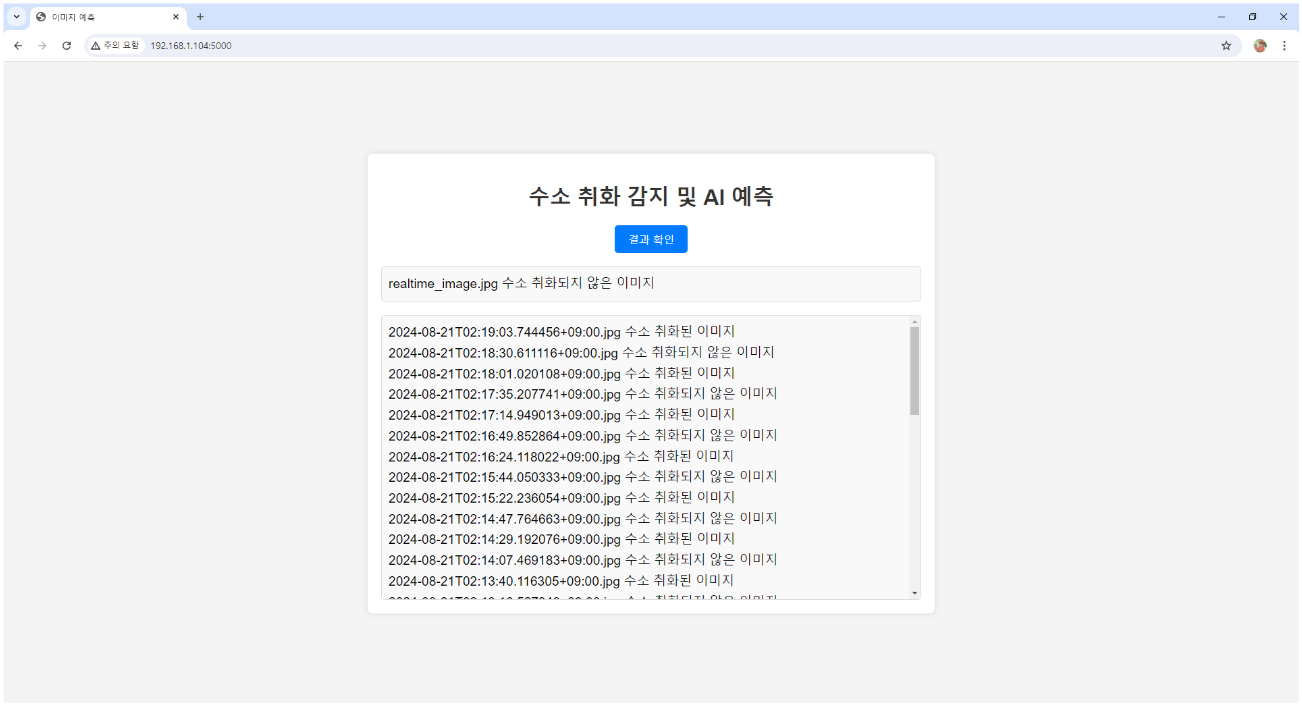 이미지 예측
주의 요함 192.168.1.104:5000
수소 취화 감지 및 AI 예측
결과 확인
realtime_image.jpg 수소 취화되지 않은 이미지
2024-08-21T02:19:03.744456+09:00.jpg 수소 취화된 이미지
2024-08-21T02:18:30.611116+09:00.jpg 수소 취화되지 않은 이미지
2024-08-21T02:18:01.020108+09:00.jpg 수소 취화된 이미지
2024-08-21T02:17:35.207741+09:00.jpg 수소 취화되지 않은 이미지
2024-08-21T02:17:14.949013+09:00.jpg 수소 취화된 이미지
2024-08-21T02:16:49.852864+09:00.jpg 수소 취화되지 않은 이미지
2024-08-21T02:16:24.118022+09:00.jpg 수소 취화된 이미지
2024-08-21T02:15:44.050333+09:00.jpg 수소 취화되지 않은 이미지
2024-08-21T02:15:22.236054+09:00.jpg 수소 취화된 이미지
2024-08-21T02:14:47.764663+09:00.jpg 수소 취화되지 않은 이미지
2024-08-21T02:14:29.192076+09:00.jpg 수소 취화된 이미지
2024-08-21T02:14:07.469183+09:00.jpg 수소 취화되지 않은 이미지
2024-08-21T02:13:40.116305+09:00.jpg 수소 취화된 이미지